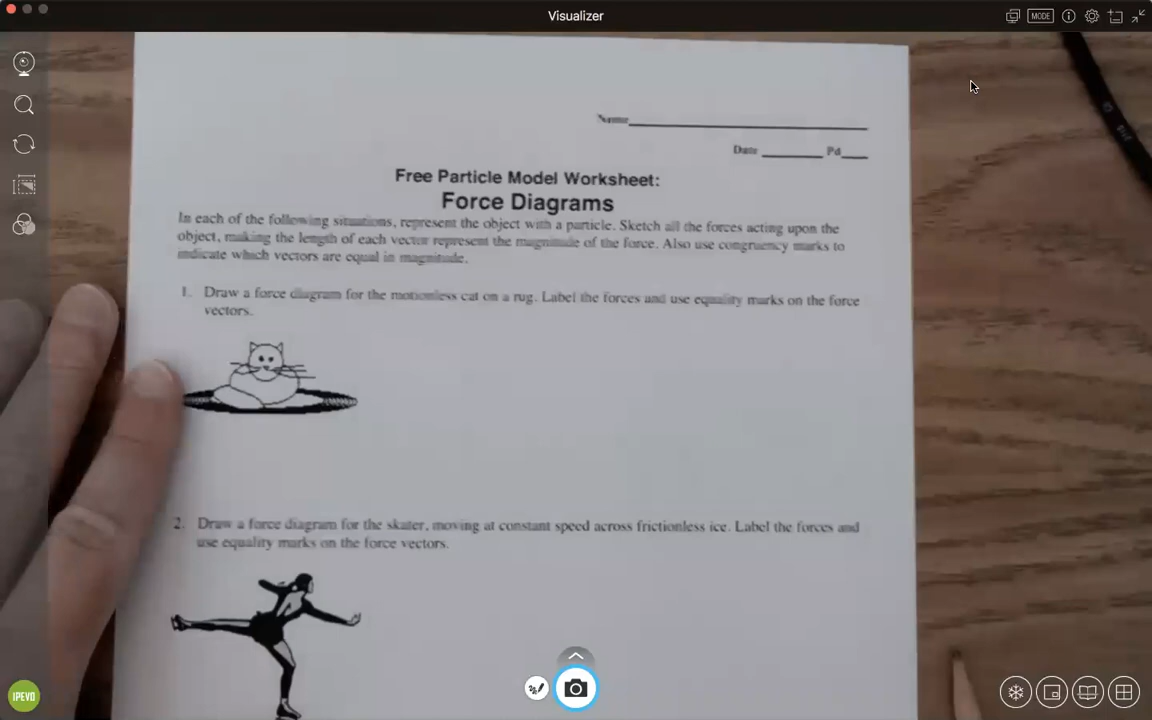 Visualizer
MODE
Name
Date Pd
Free Particle Model Worksheet:
Force Diagrams
In each of the following situations, represent the object with a particle. Sketch all the forces acting upon the
object, making the length of each vector represent the magnitude of the force. Also use congruency marks to
indicate which vectors are equal in magnitude.
1. Draw a force diagram for the motionless cat on a rug. Label the forces and use equality marks on the force
vectors.
2. Draw a force diagram for the skater, moving at constant speed across frictionless ice. Label the forces and
use equality marks on the force vectors.
IPEVO